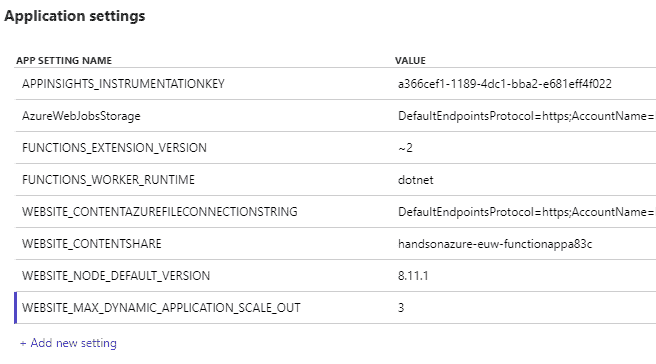 Application settings
APP SETTING NAME VALUE
APPINSIGHTS_INSTRUMENTATIONKEY a366cef1-1189-4dc1-bba2-e681eff4f022
AzureWebJobsStorage DefaultEndpointsProtocol=https;AccountName=
FUNCTIONS_EXTENSION_VERSION ~2
FUNCTIONS_WORKER_RUNTIME dotnet
WEBSITE_CONTENTAZUREFILECONNECTIONSTRING DefaultEndpointsProtocol=https;AccountName=
WEBSITE_CONTENTSHARE handsonazure-euw-functionappa83c
WEBSITE_NODE_DEFAULT_VERSION 8.11.1
WEBSITE_MAX_DYNAMIC_APPLICATION_SCALE_OUT 3
+ Add new setting